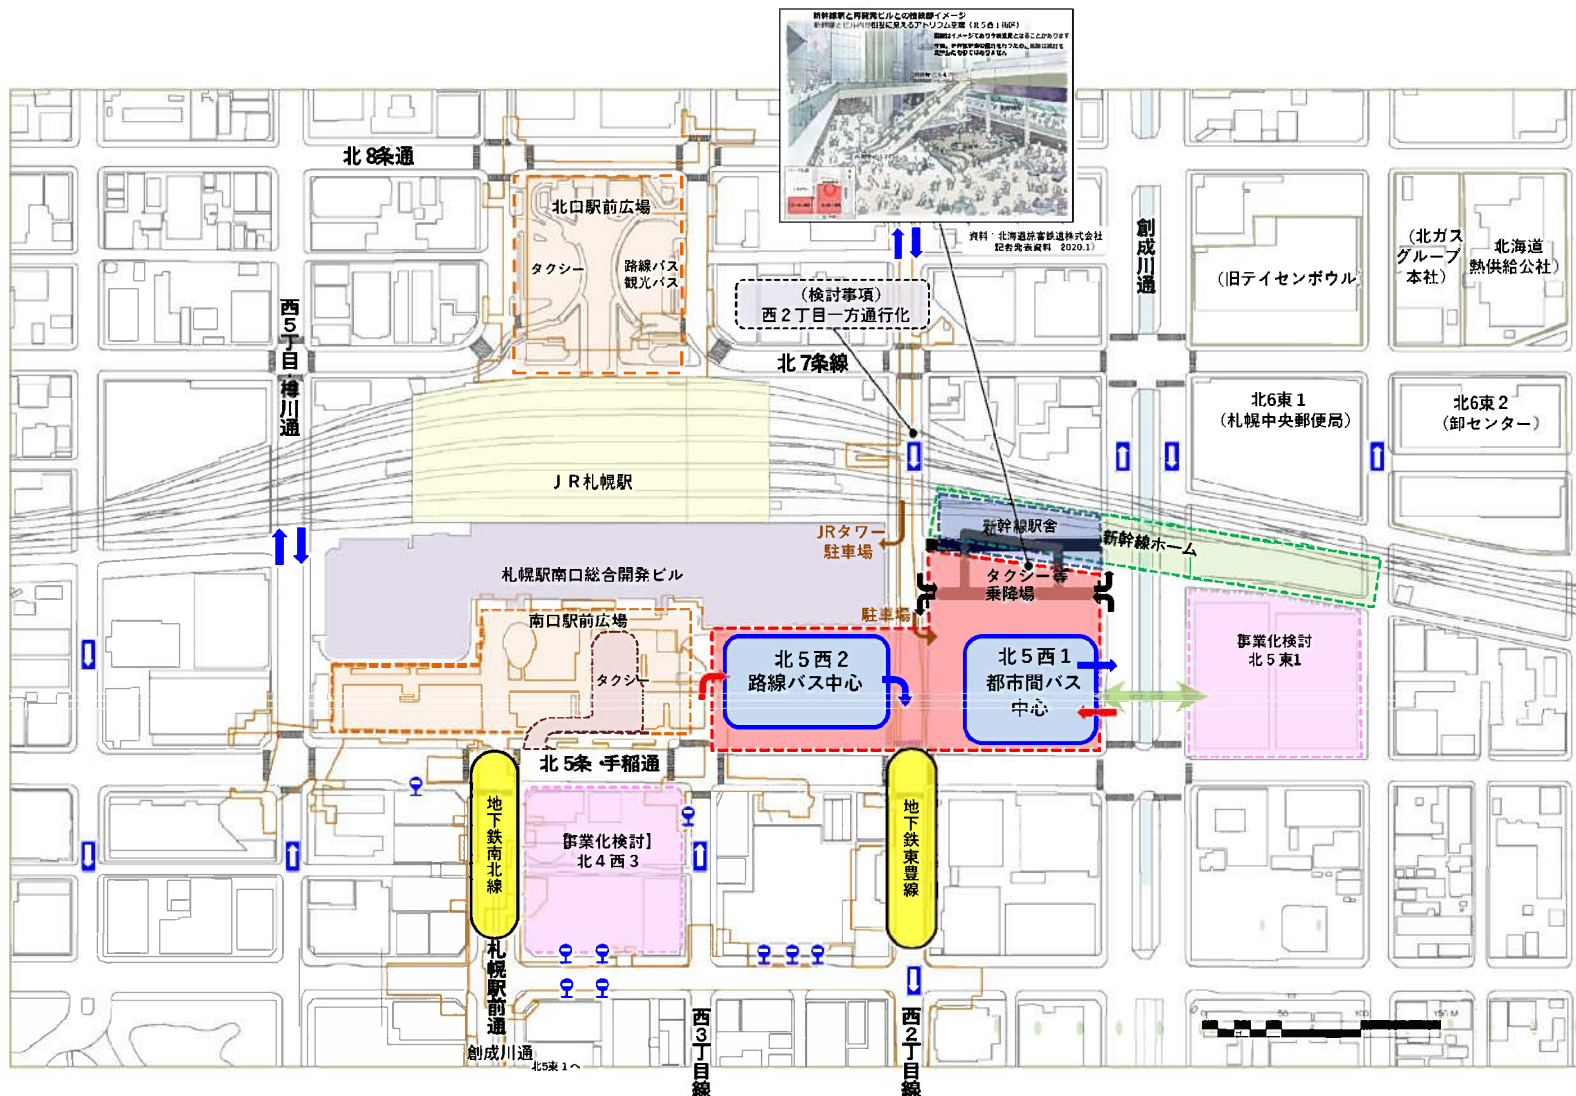 新幹線駅と再開発ビルとの接続部イメージ
資料：北海道旅客鉄道株式会社
記者発表資料 2020.1）
北8条通
北口駅前広場
タクシー
路線バス
観光バス
（検討事項）
西２丁目一方通行化
創成川通
（旧テイセンボウル）
（北ガス
グループ
本社）
北海道
熱供給公社）
西5丁目・樽川通
北7条線
北6東1
（札幌中央郵便局）
北6東2
（卸センター）
ＪＲ札幌駅
JRタワー
駐車場
新幹線駅舎
新幹線ホーム
札幌駅南口総合開発ビル
タクシー等
乗降場
南口駅前広場
駐車場
タクシー
北５西２
路線バス中心
北５西１
都市間バス
中心
事業化検討
北５東1
北5条・手稲通
地下鉄南北線
【事業化検討】
北４西３
地下鉄東豊線
札幌駅前通
創成川通
北5東1へ
西3丁目線
西2丁目線
0 50 100 150 M